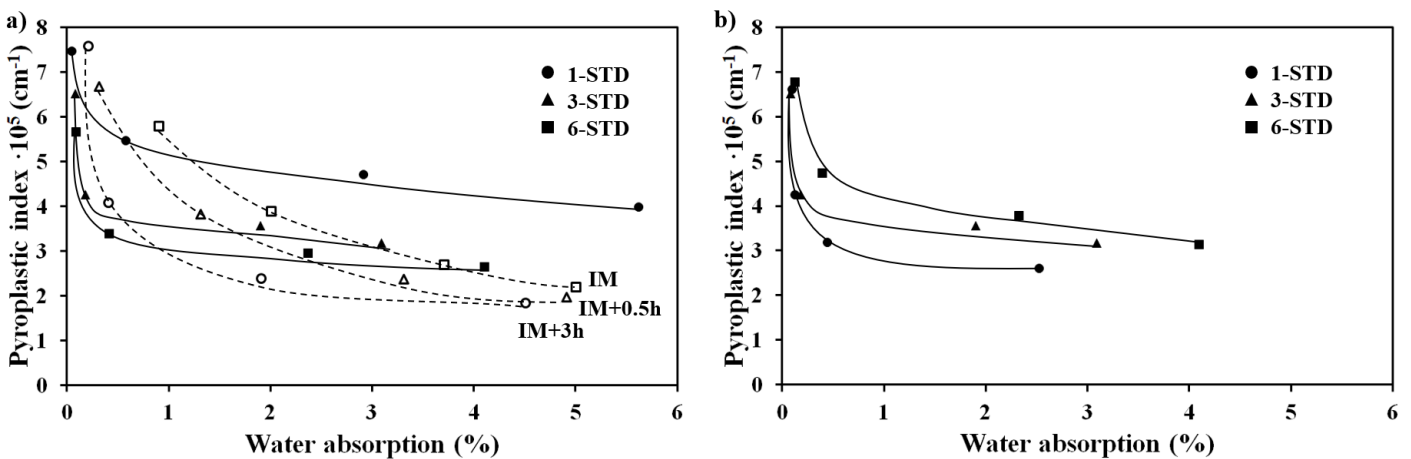 a)
Pyroplastic index ·10⁵ (cm⁻¹)
8
7
6
5
4
3
2
1
0
1-STD
3-STD
6-STD
IM
IM+0.5h
IM+3h
0 1 2 3 4 5 6
Water absorption (%)
b)
Pyroplastic index ·10⁵ (cm⁻¹)
8
7
6
5
4
3
2
1
0
1-STD
3-STD
6-STD
0 1 2 3 4 5 6
Water absorption (%)